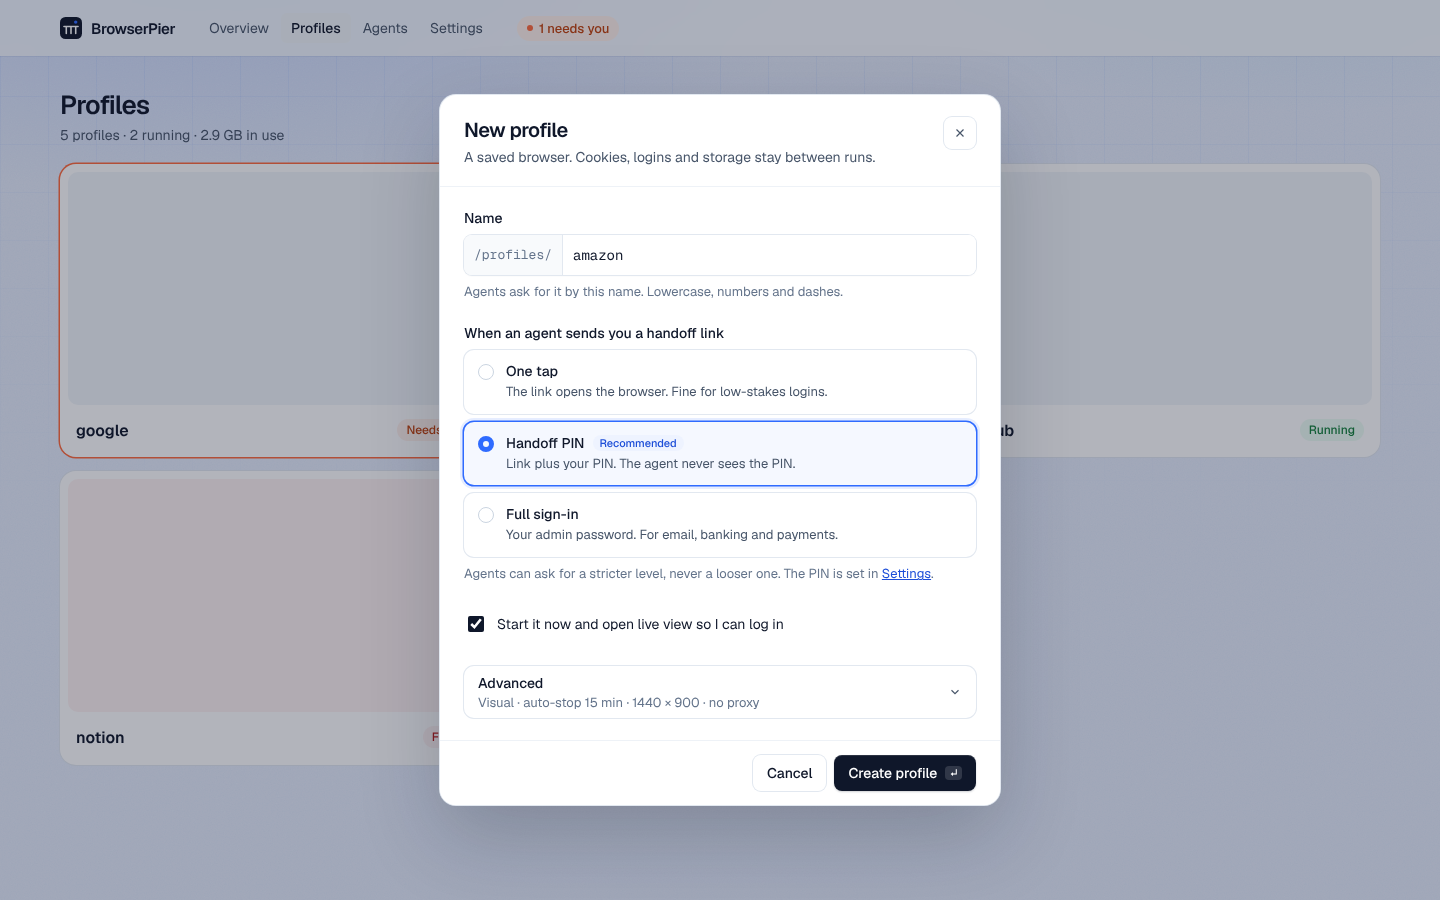 BrowserPier
Overview
Profiles
Agents
Settings
1 needs you
Profiles
5 profiles · 2 running · 2.9 GB in use
google
Needs
Running
notion
New profile
A saved browser. Cookies, logins and storage stay between runs.
Name
/profiles/
amazon
Agents ask for it by this name. Lowercase, numbers and dashes.
When an agent sends you a handoff link
One tap
The link opens the browser. Fine for low-stakes logins.
Handoff PIN
Recommended
Link plus your PIN. The agent never sees the PIN.
Full sign-in
Your admin password. For email, banking and payments.
Agents can ask for a stricter level, never a looser one. The PIN is set in Settings.
Start it now and open live view so I can log in
Advanced
Visual · auto-stop 15 min · 1440 × 900 · no proxy
Cancel
Create profile ↵